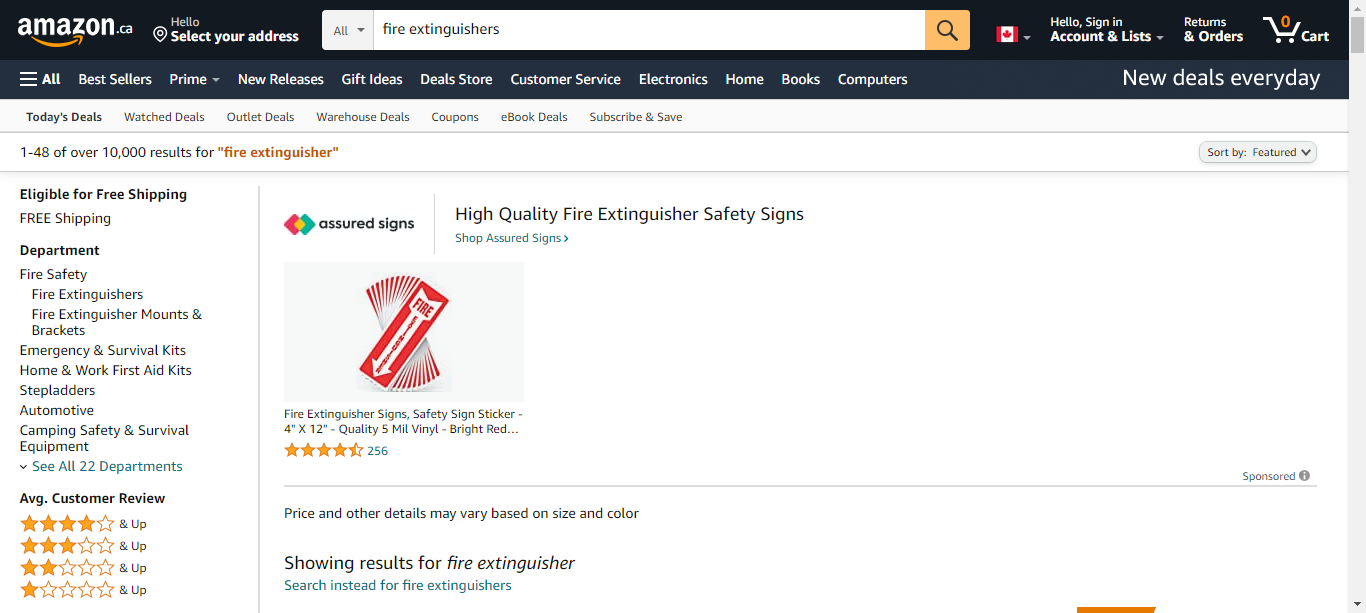 amazon.ca
Hello
Select your address
All
fire extinguishers
Hello, Sign in
Account & Lists
Returns
& Orders
0
Cart
All
Best Sellers
Prime
New Releases
Gift Ideas
Deals Store
Customer Service
Electronics
Home
Books
Computers
New deals everyday
Today's Deals
Watched Deals
Outlet Deals
Warehouse Deals
Coupons
eBook Deals
Subscribe & Save
1-48 of over 10,000 results for "fire extinguisher"
Sort by: Featured
Eligible for Free Shipping
FREE Shipping
Department
Fire Safety
Fire Extinguishers
Fire Extinguisher Mounts &
Brackets
Emergency & Survival Kits
Home & Work First Aid Kits
Stepladders
Automotive
Camping Safety & Survival
Equipment
See All 22 Departments
Avg. Customer Review
& Up
& Up
& Up
& Up
assured signs
High Quality Fire Extinguisher Safety Signs
Shop Assured Signs
FIRE
Fire Extinguisher Signs, Safety Sign Sticker -
4" X 12" - Quality 5 Mil Vinyl - Bright Red...
256
Sponsored
Price and other details may vary based on size and color
Showing results for fire extinguisher
Search instead for fire extinguishers